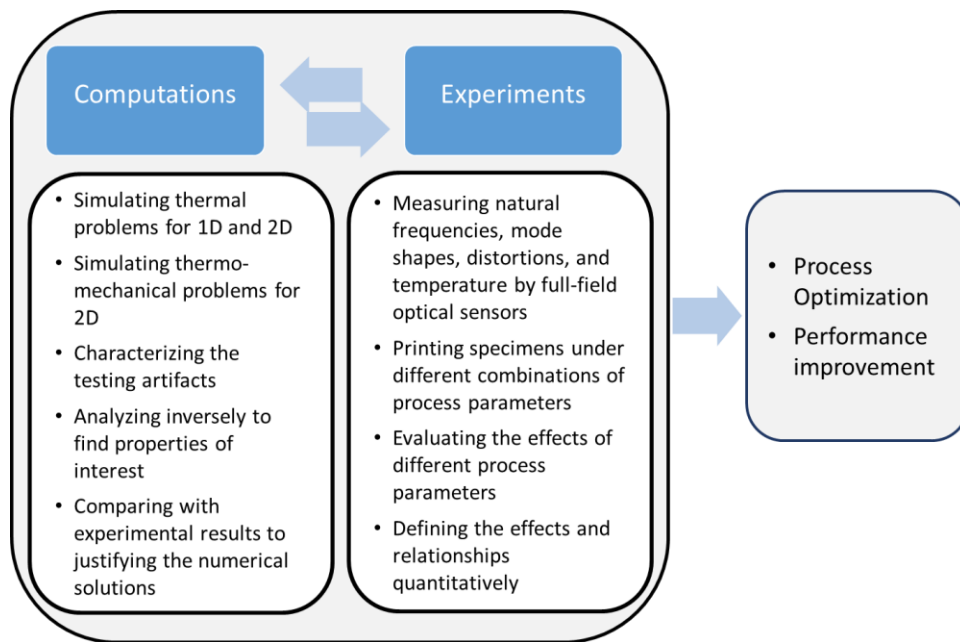 Computations
Experiments
• Simulating thermal
problems for 1D and 2D
• Simulating thermo-
mechanical problems for
2D
• Characterizing the
testing artifacts
• Analyzing inversely to
find properties of
interest
• Comparing with
experimental results to
justifying the numerical
solutions
• Measuring natural
frequencies, mode
shapes, distortions, and
temperature by full-field
optical sensors
• Printing specimens under
different combinations of
process parameters
• Evaluating the effects of
different process
parameters
• Defining the effects and
relationships
quantitatively
• Process
Optimization
• Performance
improvement